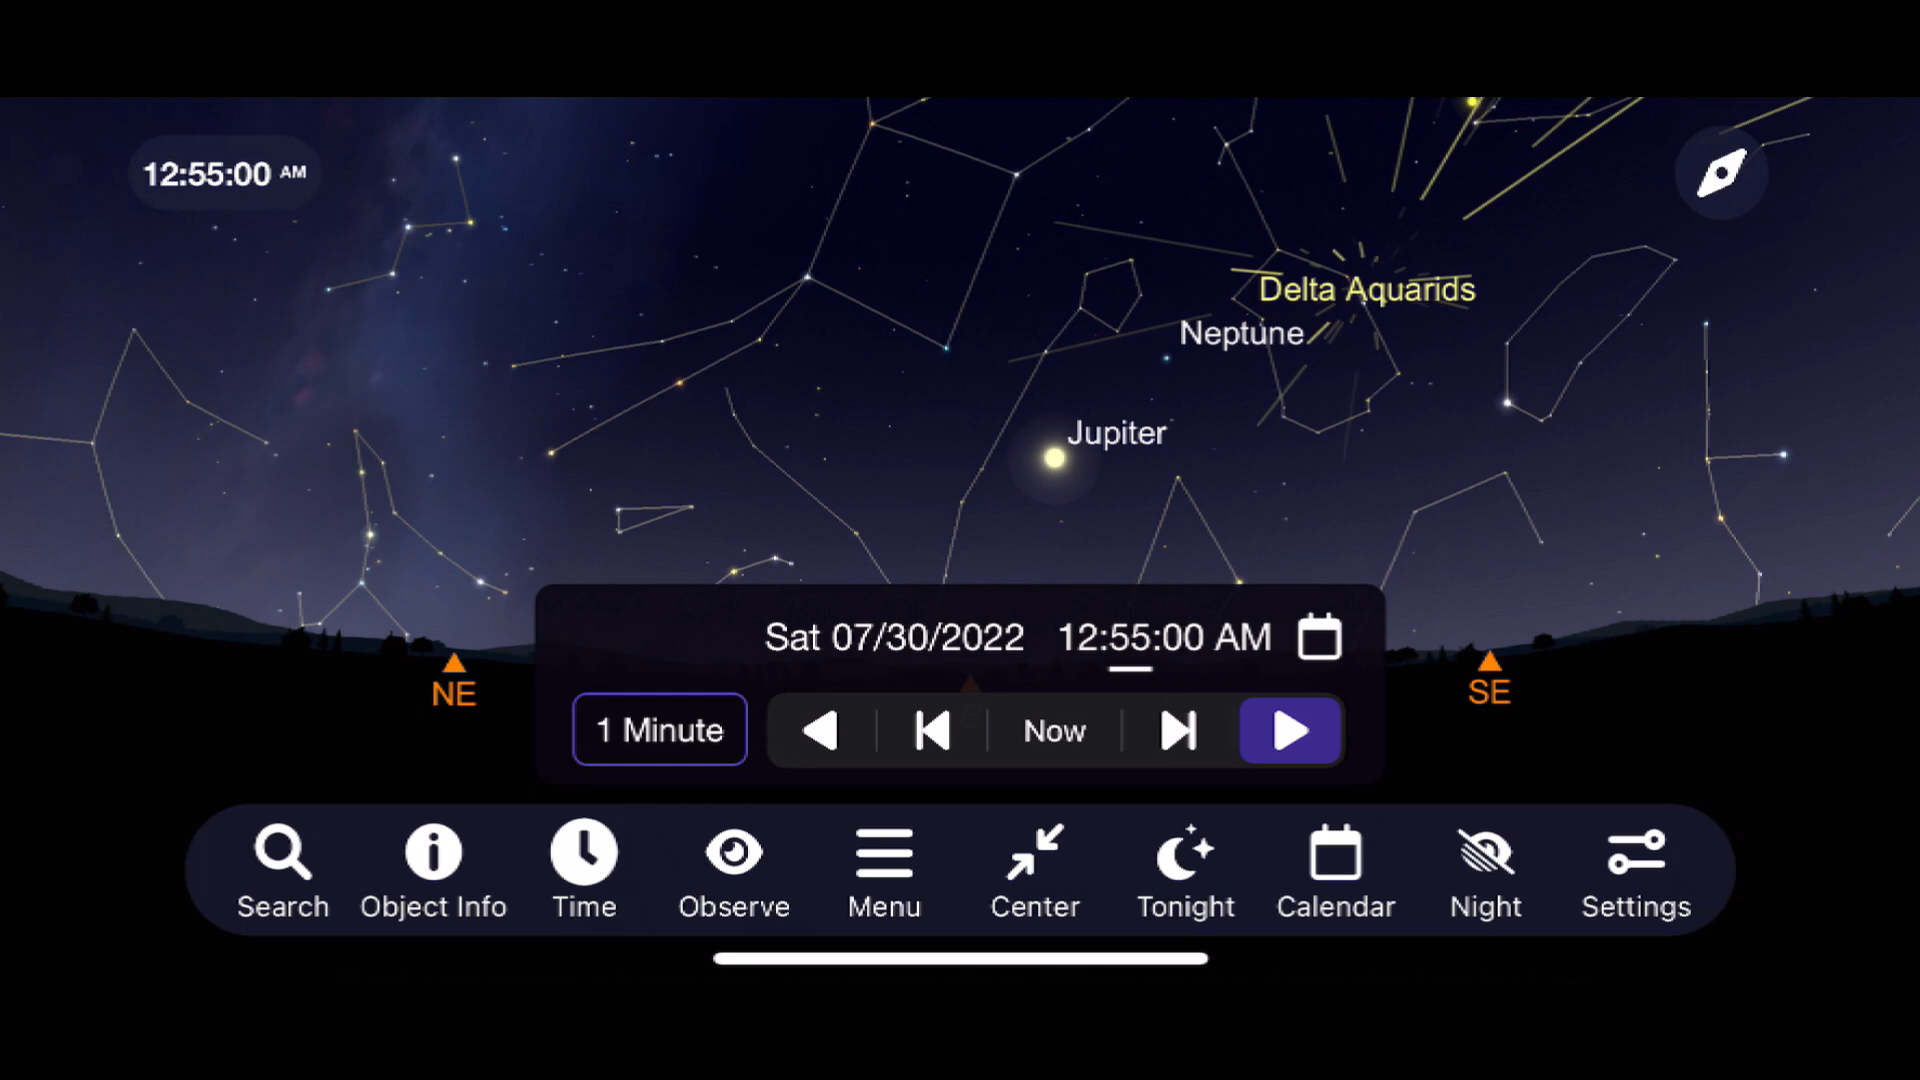 12:55:00 AM
Delta Aquarids
Neptune
Jupiter
Sat 07/30/2022 12:55:00 AM
NE
SE
1 Minute
Now
Search
Object Info
Time
Observe
Menu
Center
Tonight
Calendar
Night
Settings